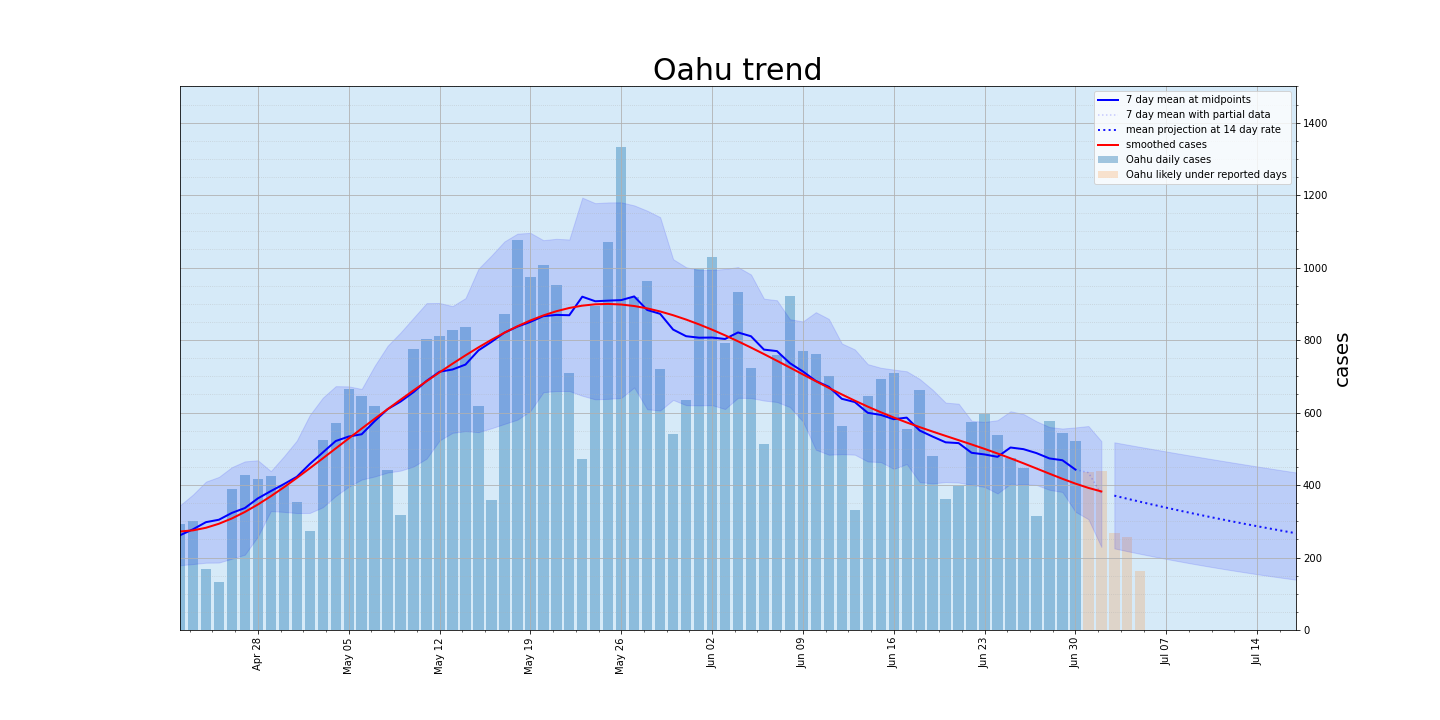 Oahu trend
7 day mean at midpoints
7 day mean with partial data
mean projection at 14 day rate
smoothed cases
Oahu daily cases
Oahu likely under reported days
1400
1200
1000
800
600
400
200
0
cases
Apr 28
May 05
May 12
May 19
May 26
Jun 02
Jun 09
Jun 16
Jun 23
Jun 30
Jul 07
Jul 14